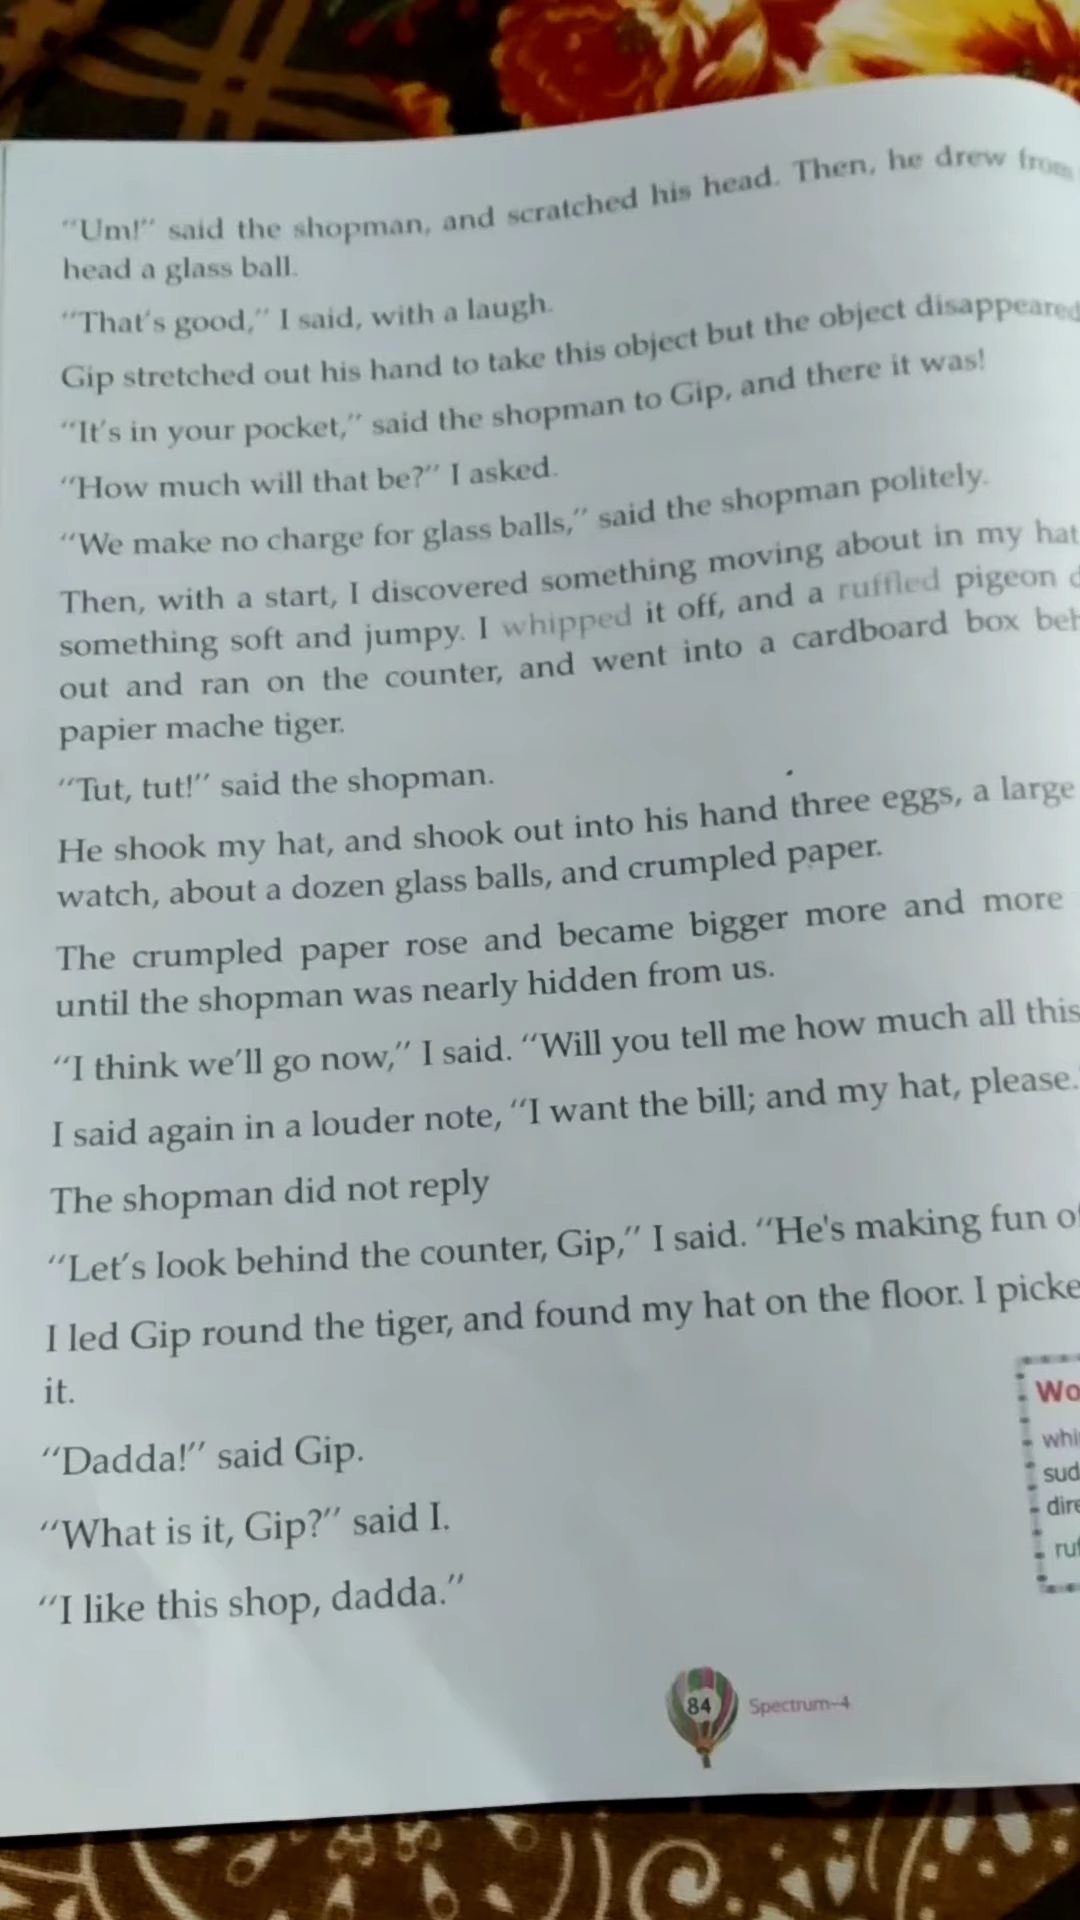 "Um!" said the shopman, and scratched his head. Then, he drew from
head a glass ball.
"That's good," I said, with a laugh.
Gip stretched out his hand to take this object but the object disappeared
"It's in your pocket," said the shopman to Gip, and there it was!
"How much will that be?" I asked.
"We make no charge for glass balls," said the shopman politely.
Then, with a start, I discovered something moving about in my hat
something soft and jumpy. I whipped it off, and a ruffled pigeon
out and ran on the counter, and went into a cardboard box beh
papier mache tiger.
"Tut, tut!" said the shopman.
He shook my hat, and shook out into his hand three eggs, a large
watch, about a dozen glass balls, and crumpled paper.
The crumpled paper rose and became bigger more and more
until the shopman was nearly hidden from us.
"I think we'll go now," I said. "Will you tell me how much all this
I said again in a louder note, "I want the bill; and my hat, please.
The shopman did not reply
"Let's look behind the counter, Gip," I said. "He's making fun of
I led Gip round the tiger, and found my hat on the floor. I picke
it.
"Dadda!" said Gip.
"What is it, Gip?" said I.
"I like this shop, dadda."
Wo
whi
sud
dire
ruf
84 Spectrum-4